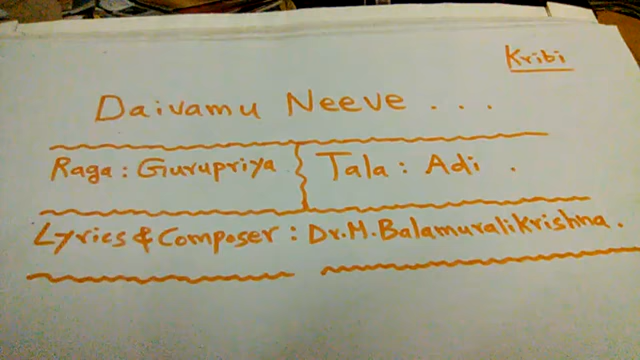 Kribi
Daivamu Neeve . . .
Raga : Gurupriya Tala : Adi .
Lyrics & Composer : Dr.M.Balamuralikrishna.